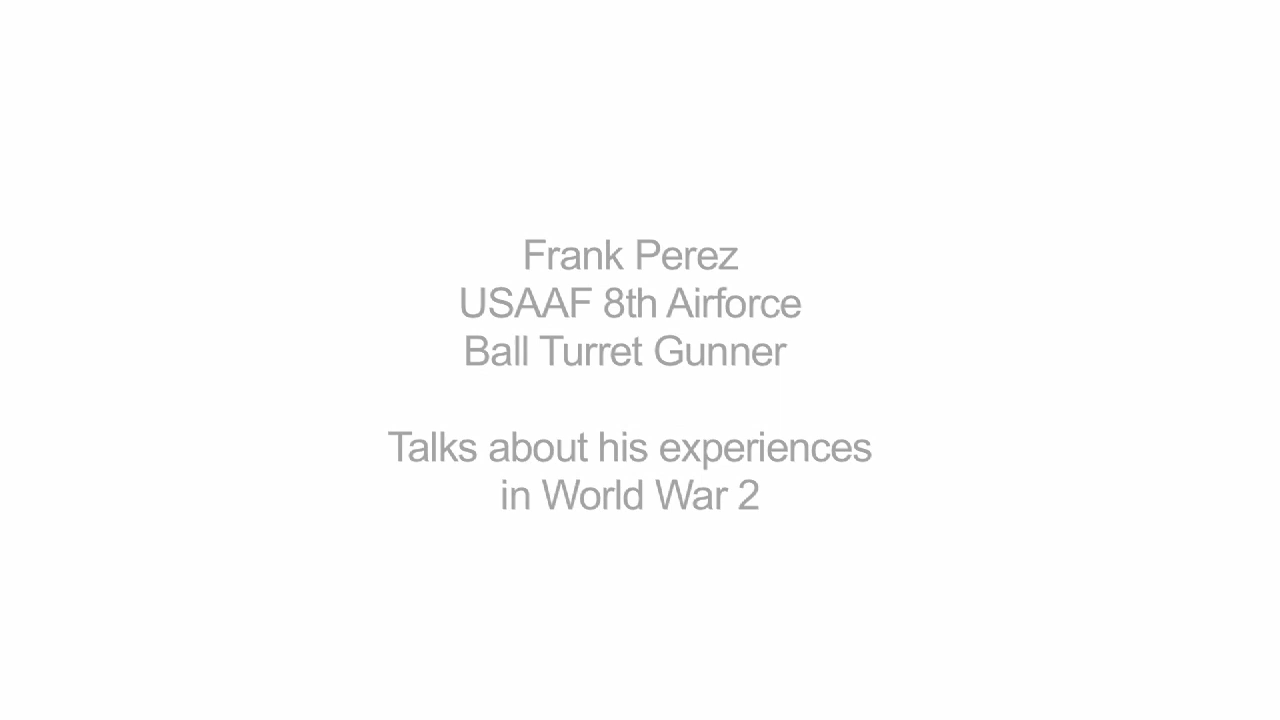 Frank Perez
USAAF 8th Airforce
Ball Turret Gunner
Talks about his experiences
in World War 2